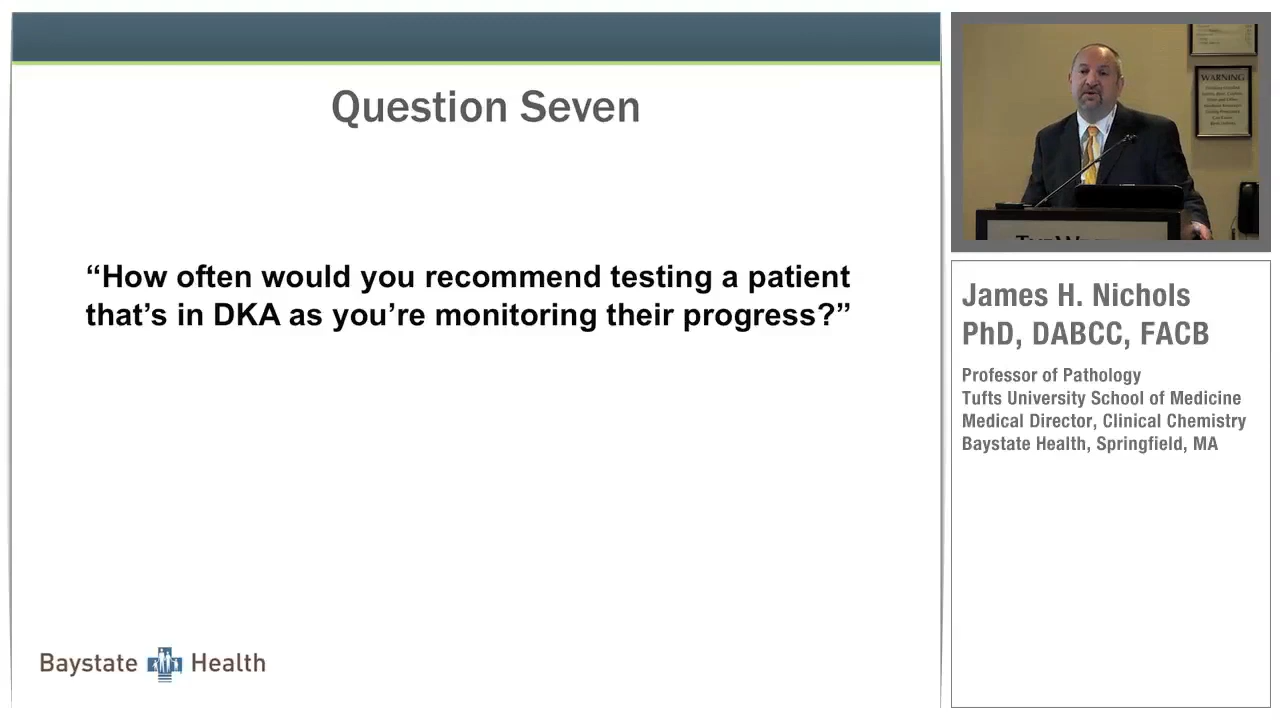 Question Seven
“How often would you recommend testing a patient
that’s in DKA as you’re monitoring their progress?”
Baystate Health
WARNING
James H. Nichols
PhD, DABCC, FACB
Professor of Pathology
Tufts University School of Medicine
Medical Director, Clinical Chemistry
Baystate Health, Springfield, MA